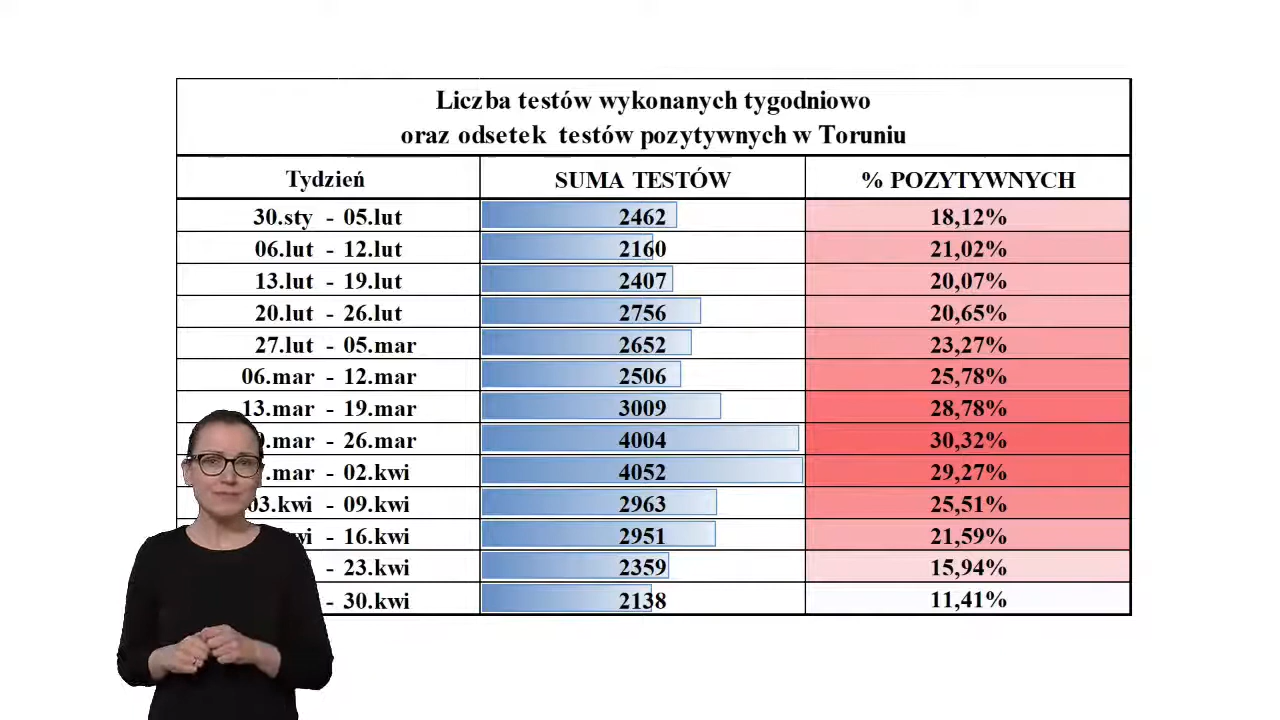 Liczba testów wykonanych tygodniowo
oraz odsetek testów pozytywnych w Toruniu
Tydzień SUMA TESTÓW % POZYTYWNYCH
30.sty - 05.lut 2462 18,12%
06.lut - 12.lut 2160 21,02%
13.lut - 19.lut 2407 20,07%
20.lut - 26.lut 2756 20,65%
27.lut - 05.mar 2652 23,27%
06.mar - 12.mar 2506 25,78%
13.mar - 19.mar 3009 28,78%
.mar - 26.mar 4004 30,32%
.mar - 02.kwi 4052 29,27%
03.kwi - 09.kwi 2963 25,51%
- 16.kwi 2951 21,59%
- 23.kwi 2359 15,94%
- 30.kwi 2138 11,41%